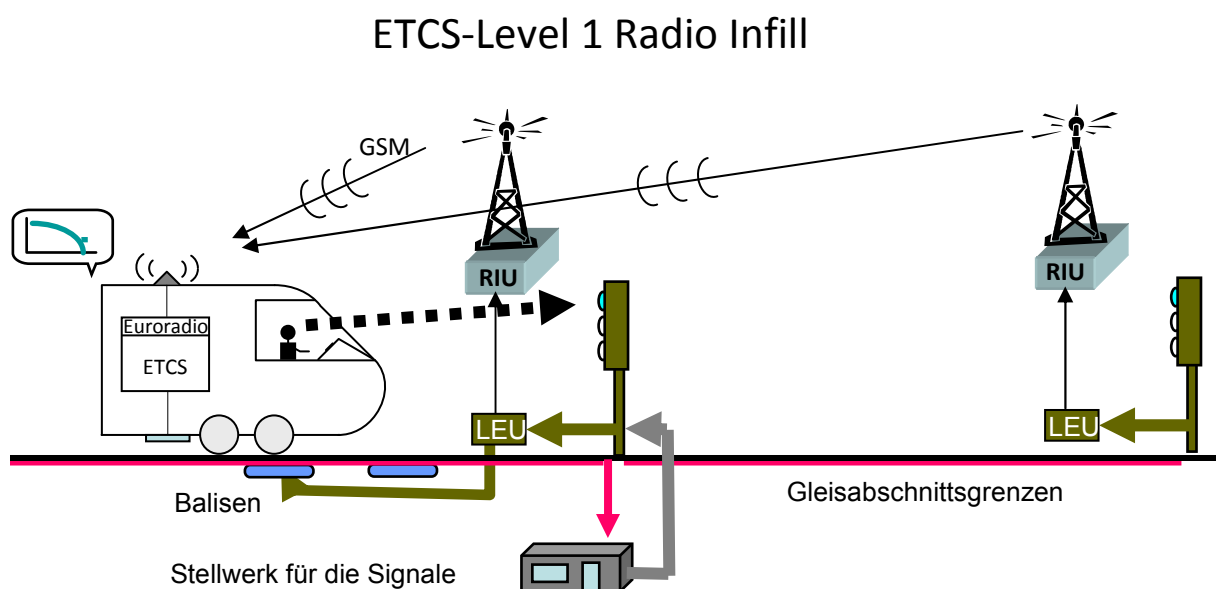 ETCS-Level 1 Radio Infill
GSM
RIU
RIU
Euroradio
ETCS
LEU
LEU
Balisen
Gleisabschnittsgrenzen
Stellwerk für die Signale